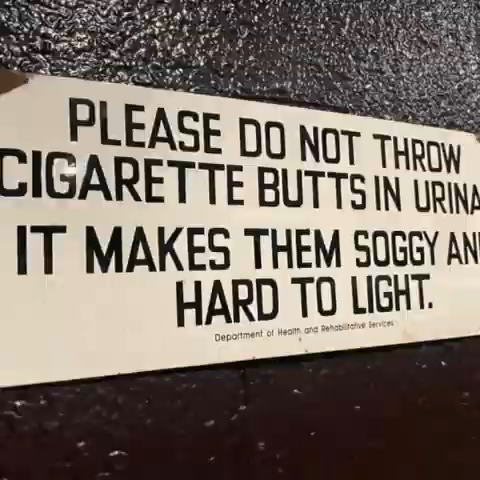 PLEASE DO NOT THROW
CIGARETTE BUTTS IN URINA
IT MAKES THEM SOGGY AN
HARD TO LIGHT.
Department of Health and Rehabilitative Services